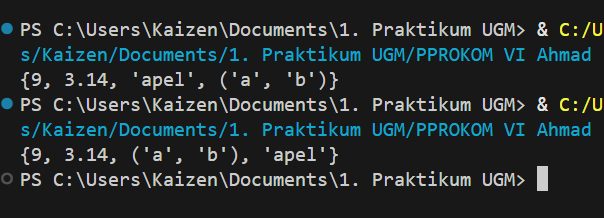 PS C:\Users\Kaizen\Documents\1. Praktikum UGM> & C:/U
s/Kaizen/Documents/1. Praktikum UGM/PPROKOM VI Ahmad
{9, 3.14, 'apel', ('a', 'b')}
PS C:\Users\Kaizen\Documents\1. Praktikum UGM> & C:/U
s/Kaizen/Documents/1. Praktikum UGM/PPROKOM VI Ahmad
{9, 3.14, ('a', 'b'), 'apel'}
PS C:\Users\Kaizen\Documents\1. Praktikum UGM>